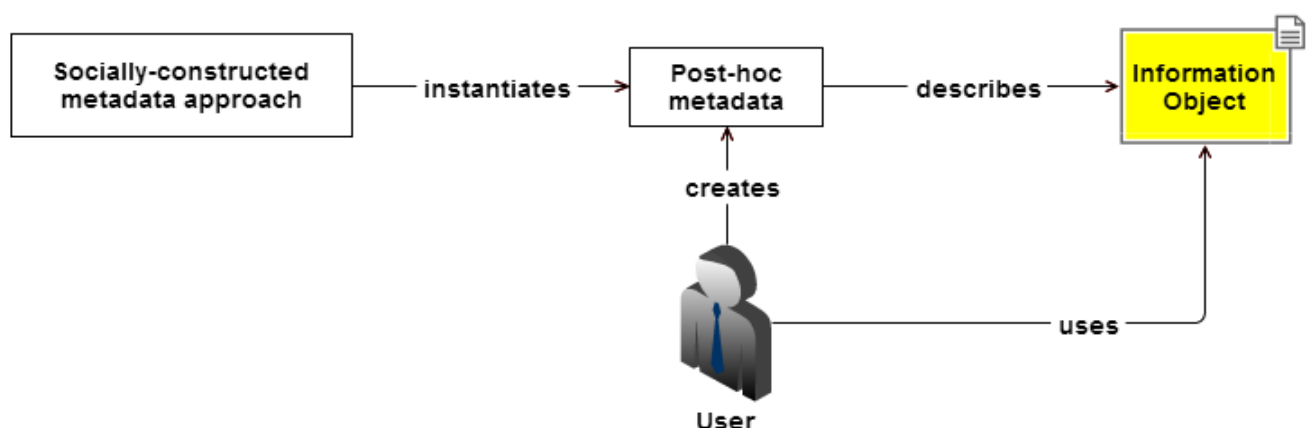 Socially-constructed
metadata approach
instantiates
Post-hoc
metadata
describes
Information
Object
creates
uses
User